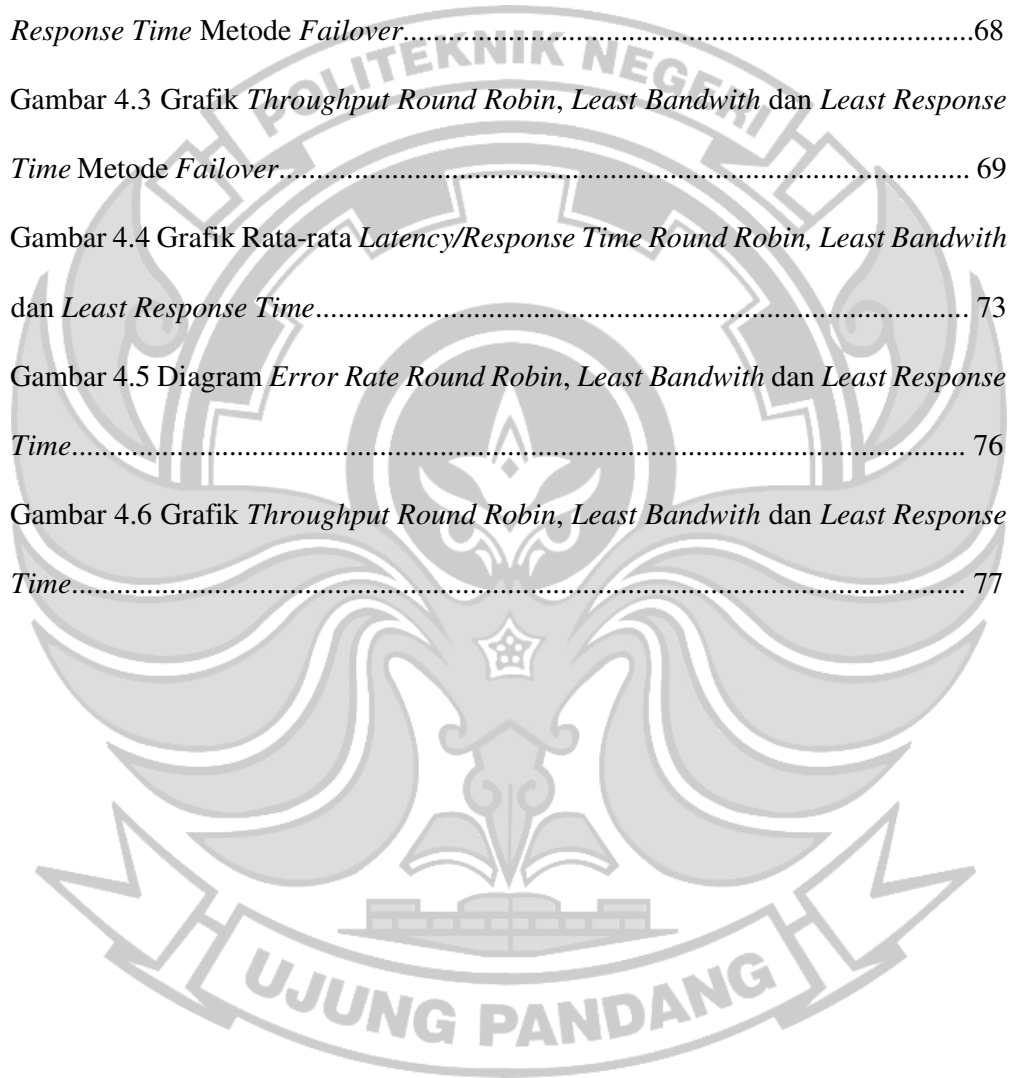 Response Time Metode Failover.......................................................................68
POLITEKNIK NEGERI
Gambar 4.3 Grafik Throughput Round Robin, Least Bandwith dan Least Response
Time Metode Failover...................................................................................... 69
Gambar 4.4 Grafik Rata-rata Latency/Response Time Round Robin, Least Bandwith
dan Least Response Time................................................................................. 73
Gambar 4.5 Diagram Error Rate Round Robin, Least Bandwith dan Least Response
Time............................................................................................................... 76
Gambar 4.6 Grafik Throughput Round Robin, Least Bandwith dan Least Response
Time............................................................................................................... 77
UJUNG PANDANG